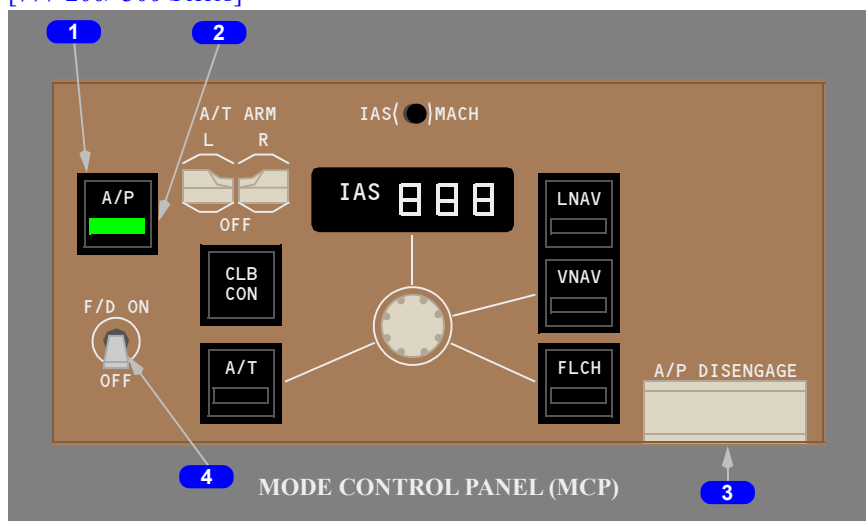 1
2
A/T ARM
IAS( )MACH
L R
A/P
IAS 888
LNAV
OFF
CLB
CON
VNAV
F/D ON
OFF
A/T
FLCH
A/P DISENGAGE
4
MODE CONTROL PANEL (MCP)
3